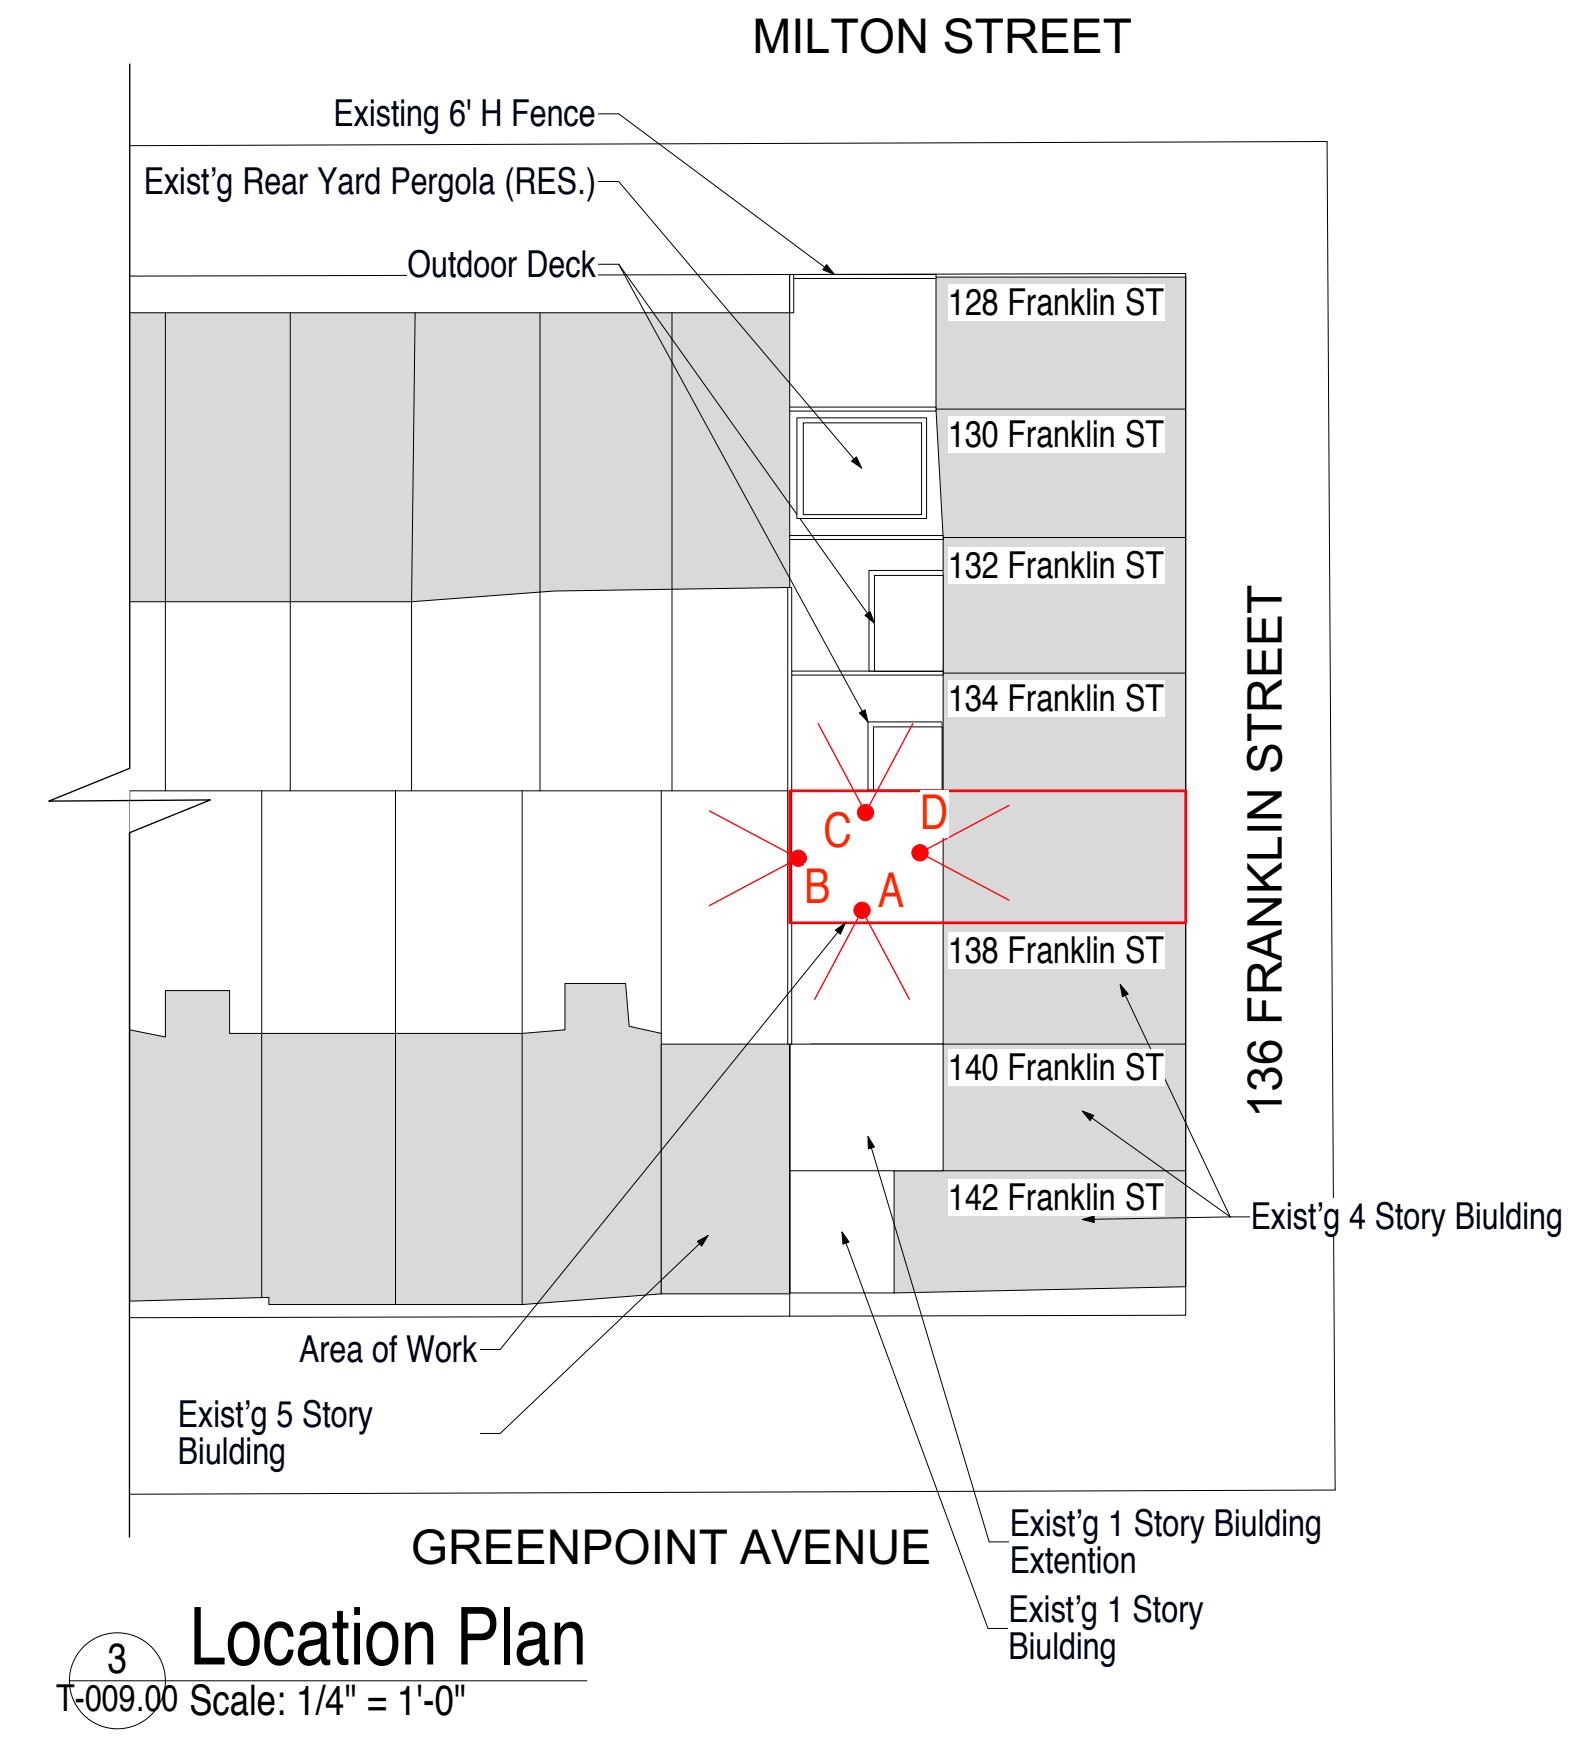 MILTON STREET
Existing 6' H Fence
Exist’g Rear Yard Pergola (RES.)
Outdoor Deck
128 Franklin ST
130 Franklin ST
132 Franklin ST
134 Franklin ST
136 FRANKLIN STREET
C
D
B
A
138 Franklin ST
140 Franklin ST
142 Franklin ST
Exist’g 4 Story Biulding
Area of Work
Exist’g 5 Story
Biulding
GREENPOINT AVENUE
Exist’g 1 Story Biulding
Extention
Exist’g 1 Story
Biulding
3
T-009.00
Location Plan
Scale: 1/4" = 1'-0"